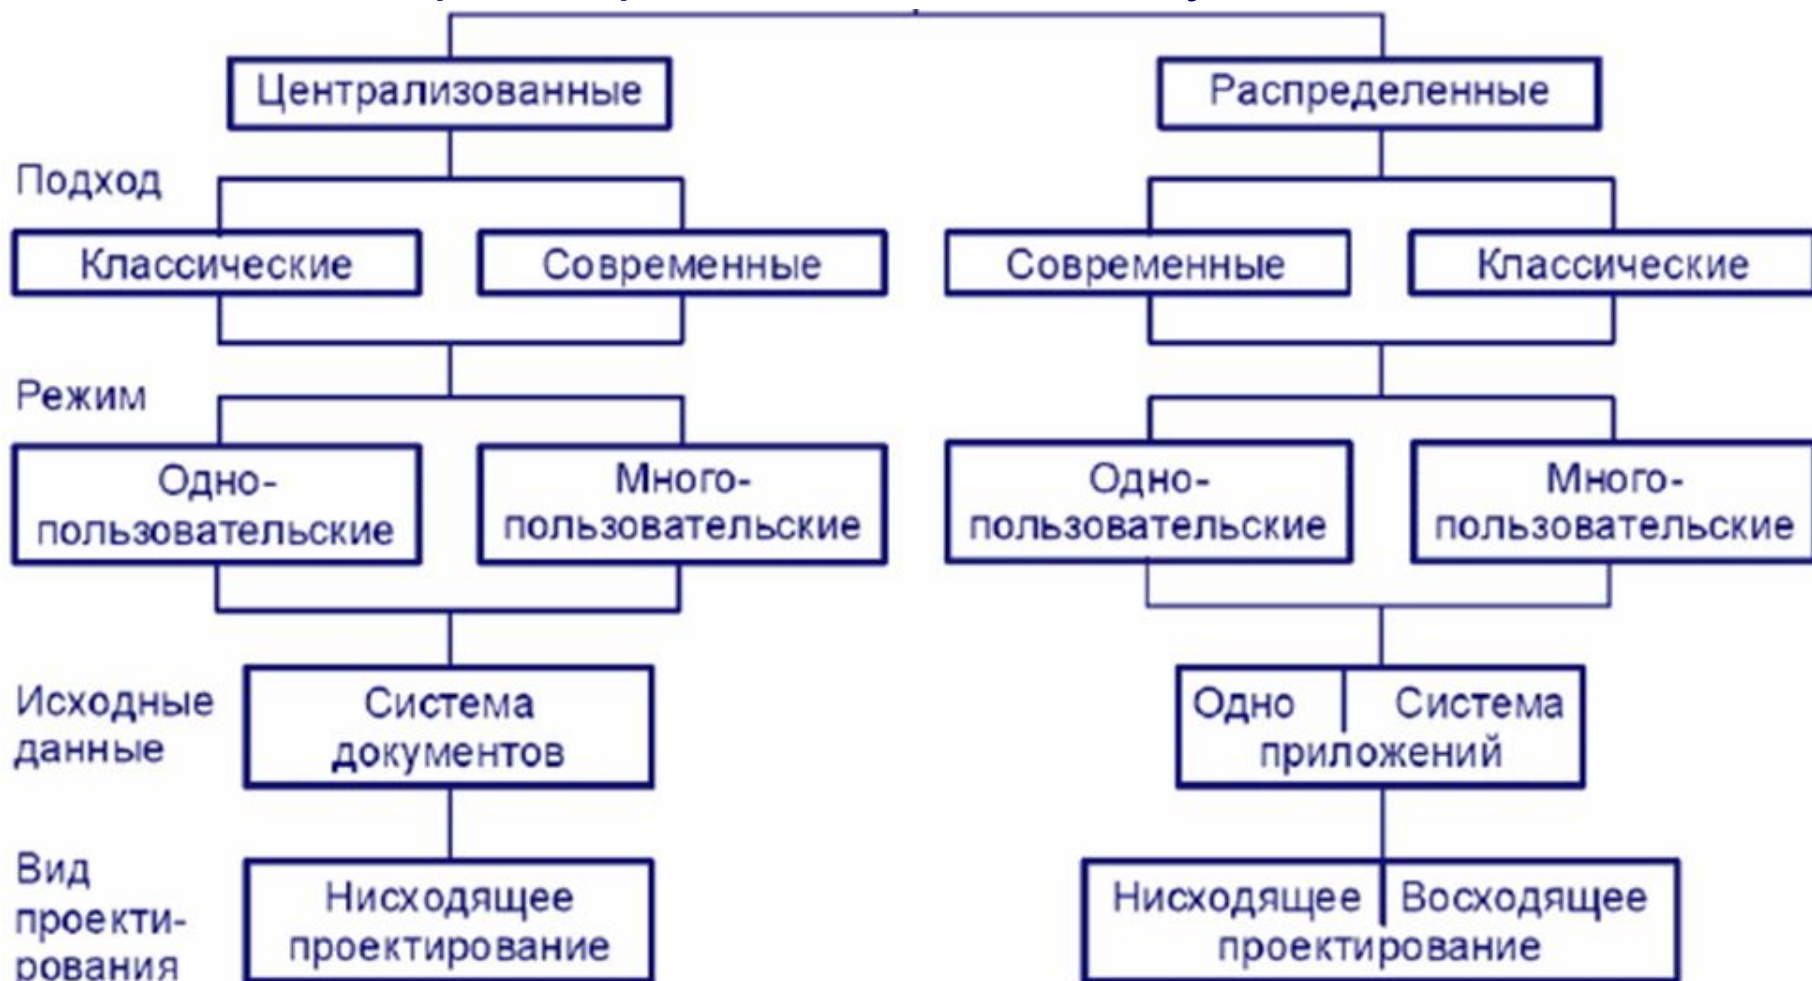 Централизованные
Распределенные
Подход
Классические
Современные
Современные
Классические
Режим
Одно-
пользовательские
Много-
пользовательские
Одно-
пользовательские
Много-
пользовательские
Исходные
данные
Система
документов
Одно
Система
приложений
Вид
проекти-
рования
Нисходящее
проектирование
Нисходящее
Восходящее
проектирование